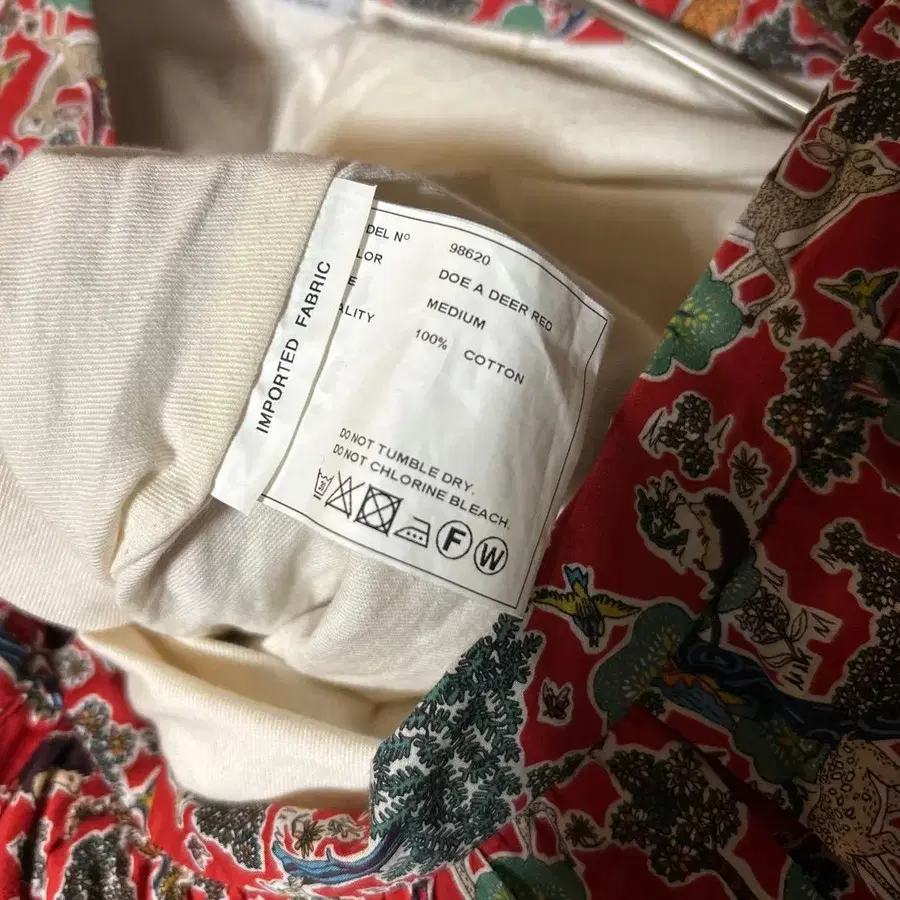 IMPORTED FABRIC
DEL Nº 98620
LOR DOE A DEER RED
E MEDIUM
ALITY 100% COTTON
DO NOT TUMBLE DRY,
DO NOT CHLORINE BLEACH.
F W